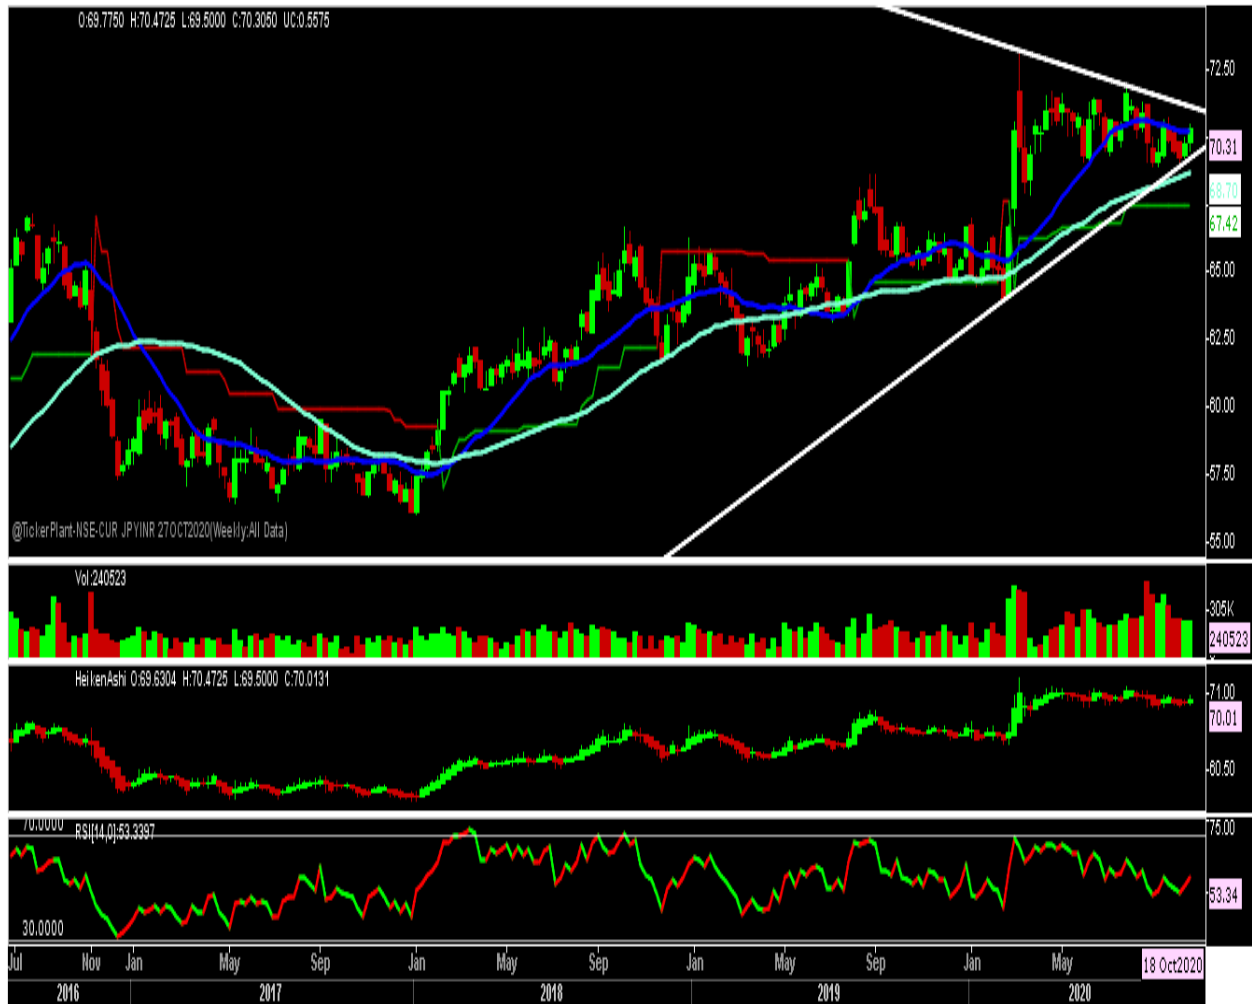 O:69.7750 H:70.4725 L:69.5000 C:70.3050 UC:0.5575
72.50
70.31
68.70
67.42
65.00
62.50
60.00
57.50
55.00
@TickerPlant-NSE-CUR JPYINR 27OCT2020(Weekly:All Data)
Vol:240523
305K
240523
HeikenAshi O:69.6304 H:70.4725 L:69.5000 C:70.0131
71.00
70.01
60.50
70.0000
RSI[14,0]:53.3397
75.00
53.34
30.0000
Jul Nov Jan May Sep Jan May Sep Jan May Sep Jan May 18 Oct2020
2016 2017 2018 2019 2020